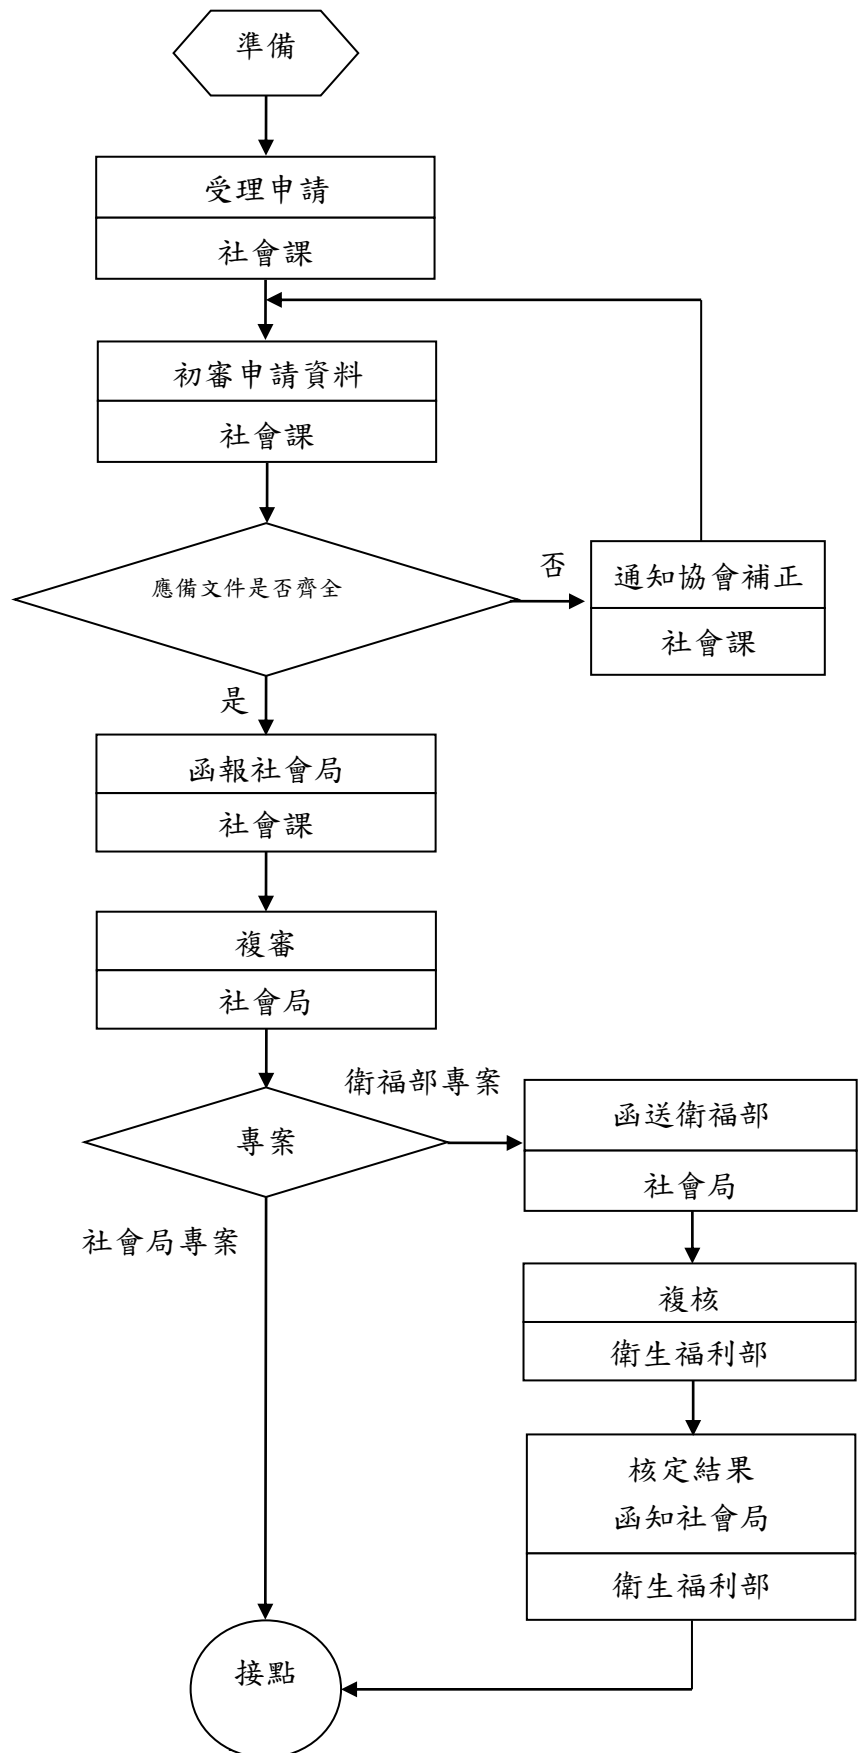 準備
受理申請
社會課
初審申請資料
社會課
應備文件是否齊全
否
通知協會補正
社會課
是
函報社會局
社會課
複審
社會局
專案
衛福部專案
函送衛福部
社會局
社會局專案
複核
衛生福利部
核定結果
函知社會局
衛生福利部
接點